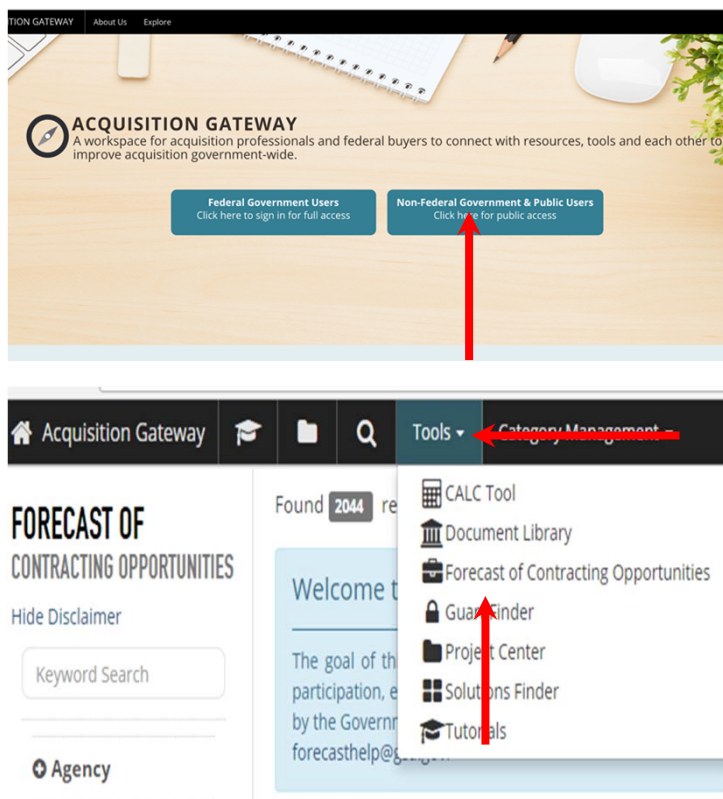 TION GATEWAY About Us Explore
ACQUISITION GATEWAY
A workspace for acquisition professionals and federal buyers to connect with resources, tools and each other to
improve acquisition government-wide.
Federal Government Users
Click here to sign in for full access
Non-Federal Government & Public Users
Click here for public access
Acquisition Gateway Tools Category Management
FORECAST OF
CONTRACTING OPPORTUNITIES
Hide Disclaimer
Keyword Search
Agency
Found 2044 re
Welcome t
The goal of th
participation, e
by the Governr
forecasthelp@
CALC Tool
Document Library
Forecast of Contracting Opportunities
Finder
Project Center
Solutions Finder
Tutorials